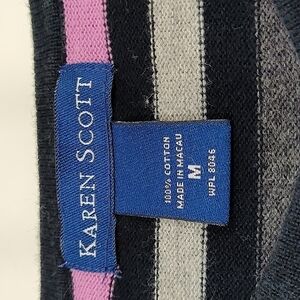 KAREN SCOTT
100% COTTON
MADE IN MACAU
M
WPL 8046